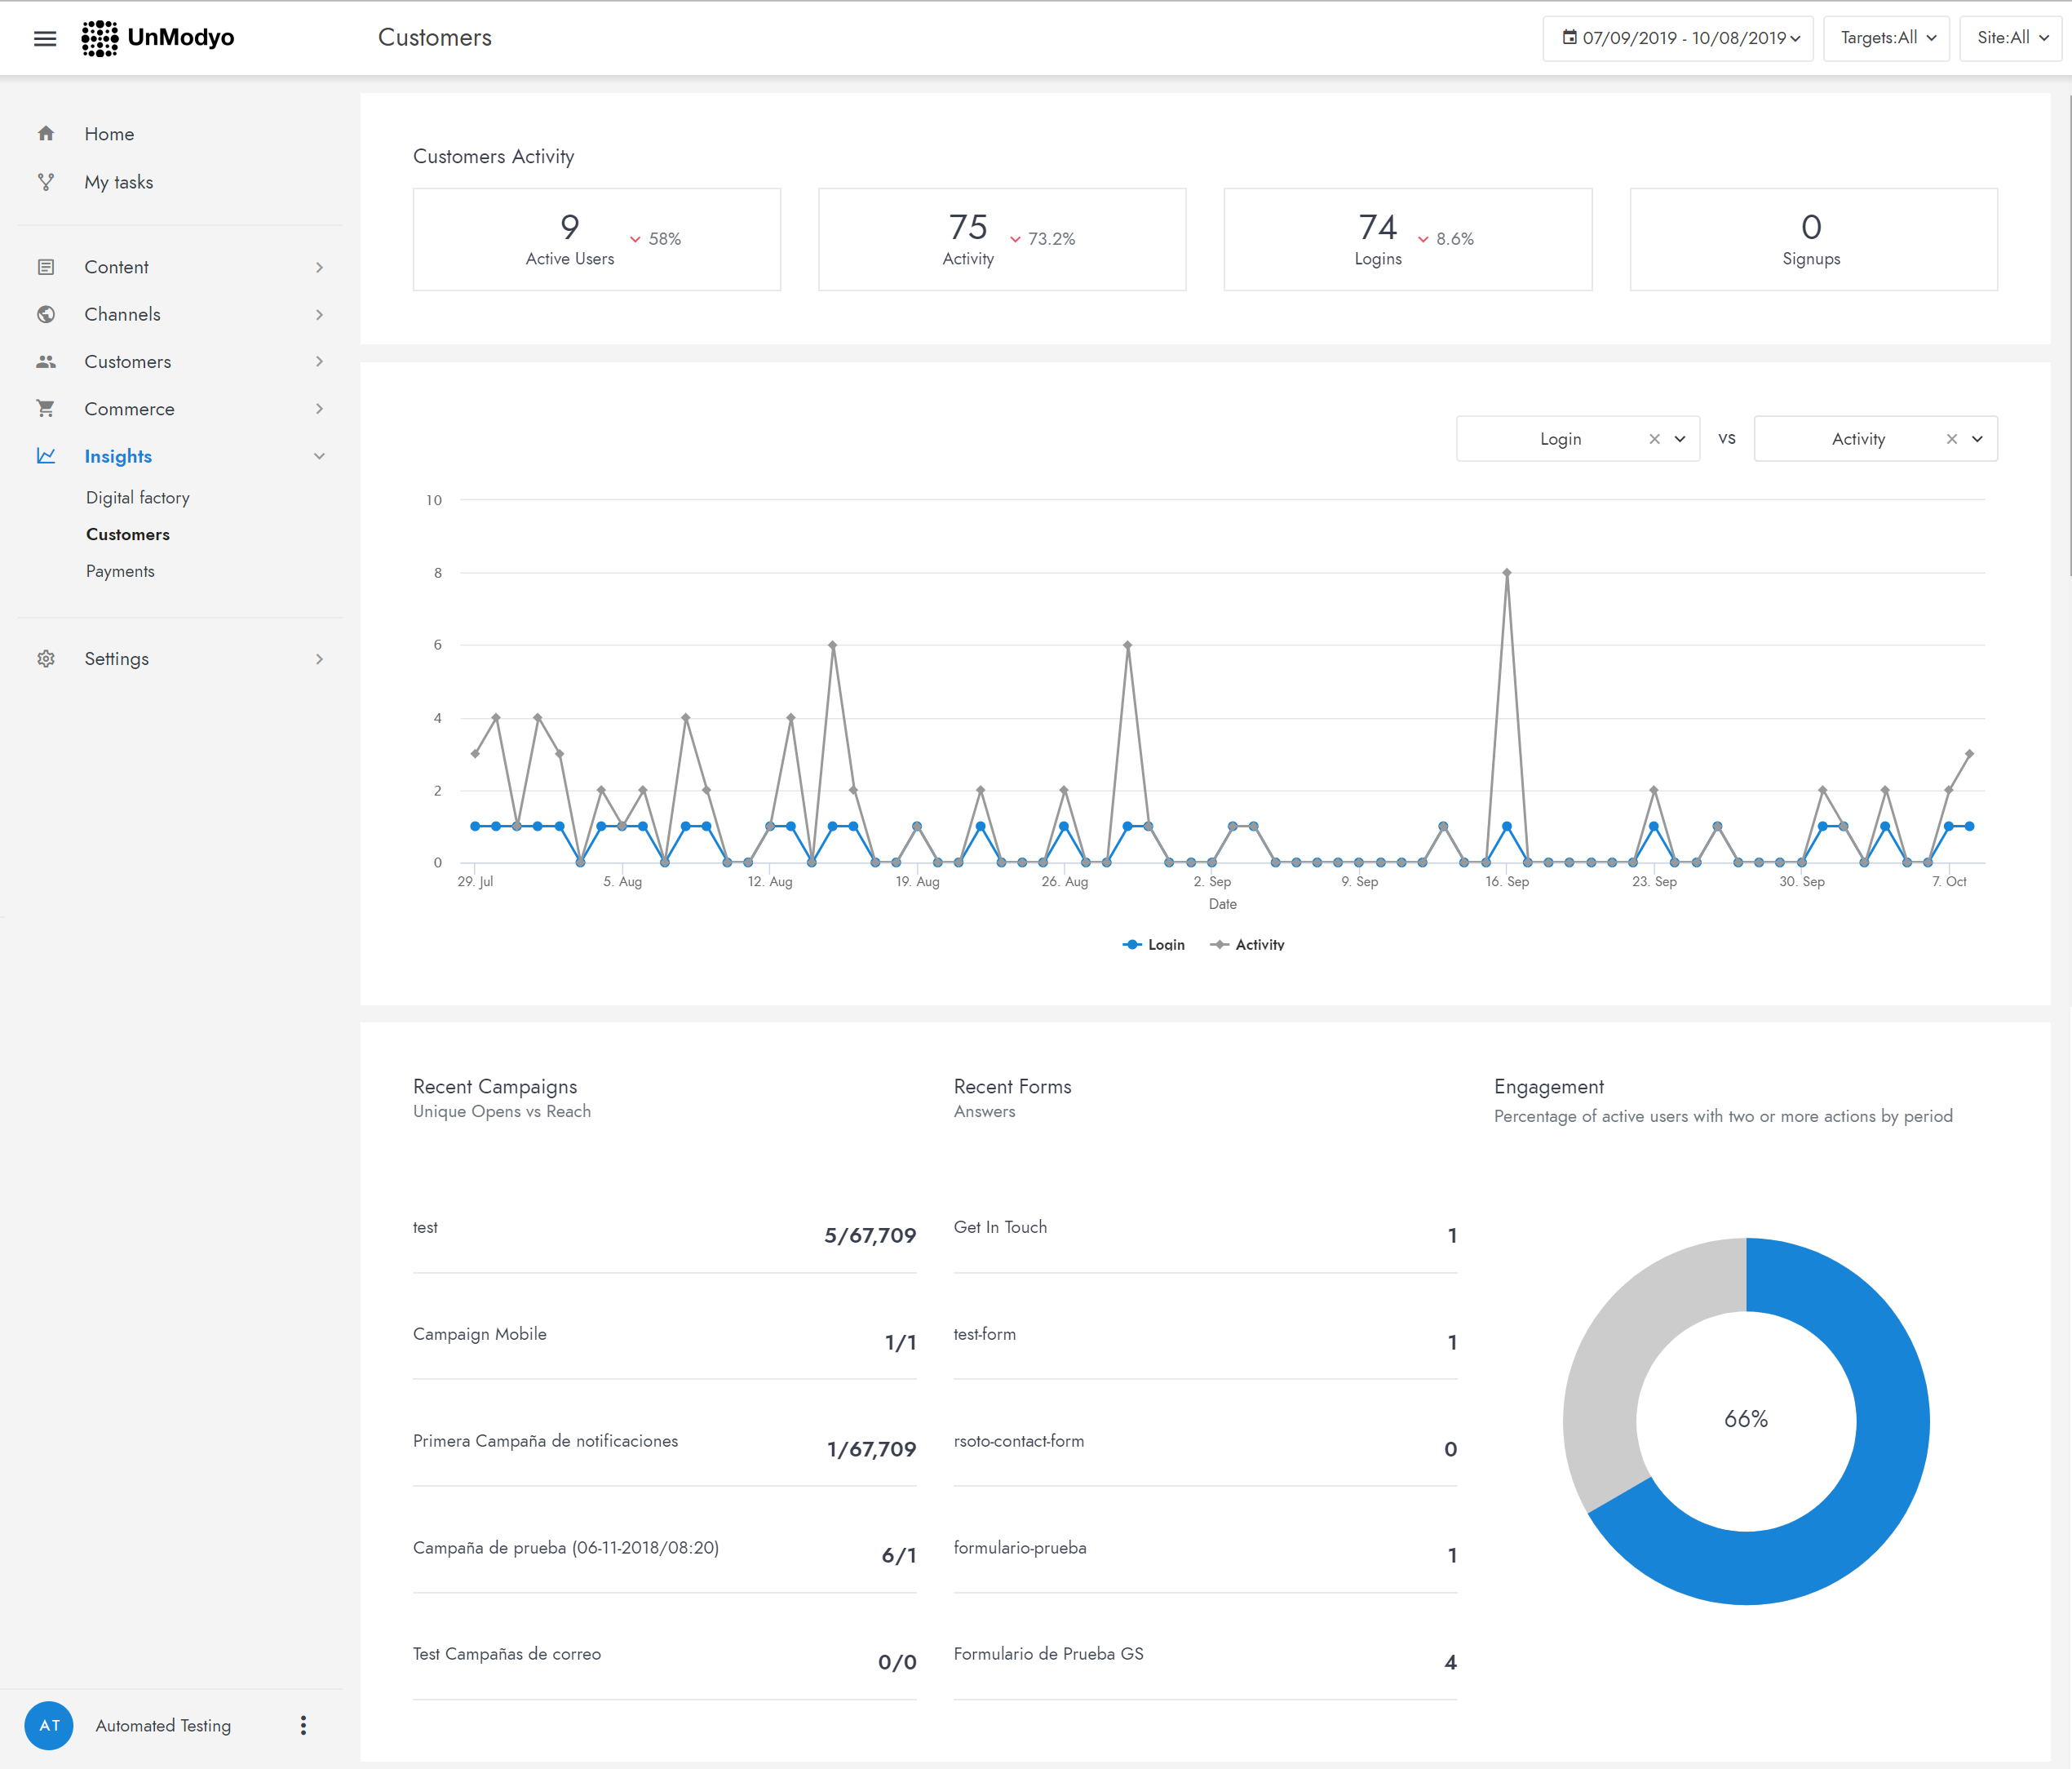 UnModyo
Customers
07/09/2019 - 10/08/2019
Targets:All
Site:All
Home
My tasks
Content
Channels
Customers
Commerce
Insights
Digital factory
Customers
Payments
Settings
AT
Automated Testing
Customers Activity
9
58%
Active Users
75
73.2%
Activity
74
8.6%
Logins
0
Signups
Login
vs
Activity
10
8
6
4
2
0
29. Jul
5. Aug
12. Aug
19. Aug
26. Aug
2. Sep
9. Sep
16. Sep
23. Sep
30. Sep
7. Oct
Date
Login
Activity
Recent Campaigns
Unique Opens vs Reach
test
5/67,709
Campaign Mobile
1/1
Primera Campaña de notificaciones
1/67,709
Campaña de prueba (06-11-2018/08:20)
6/1
Test Campañas de correo
0/0
Recent Forms
Answers
Get In Touch
1
test-form
1
rsoto-contact-form
0
formulario-prueba
1
Formulario de Prueba GS
4
Engagement
Percentage of active users with two or more actions by period
66%